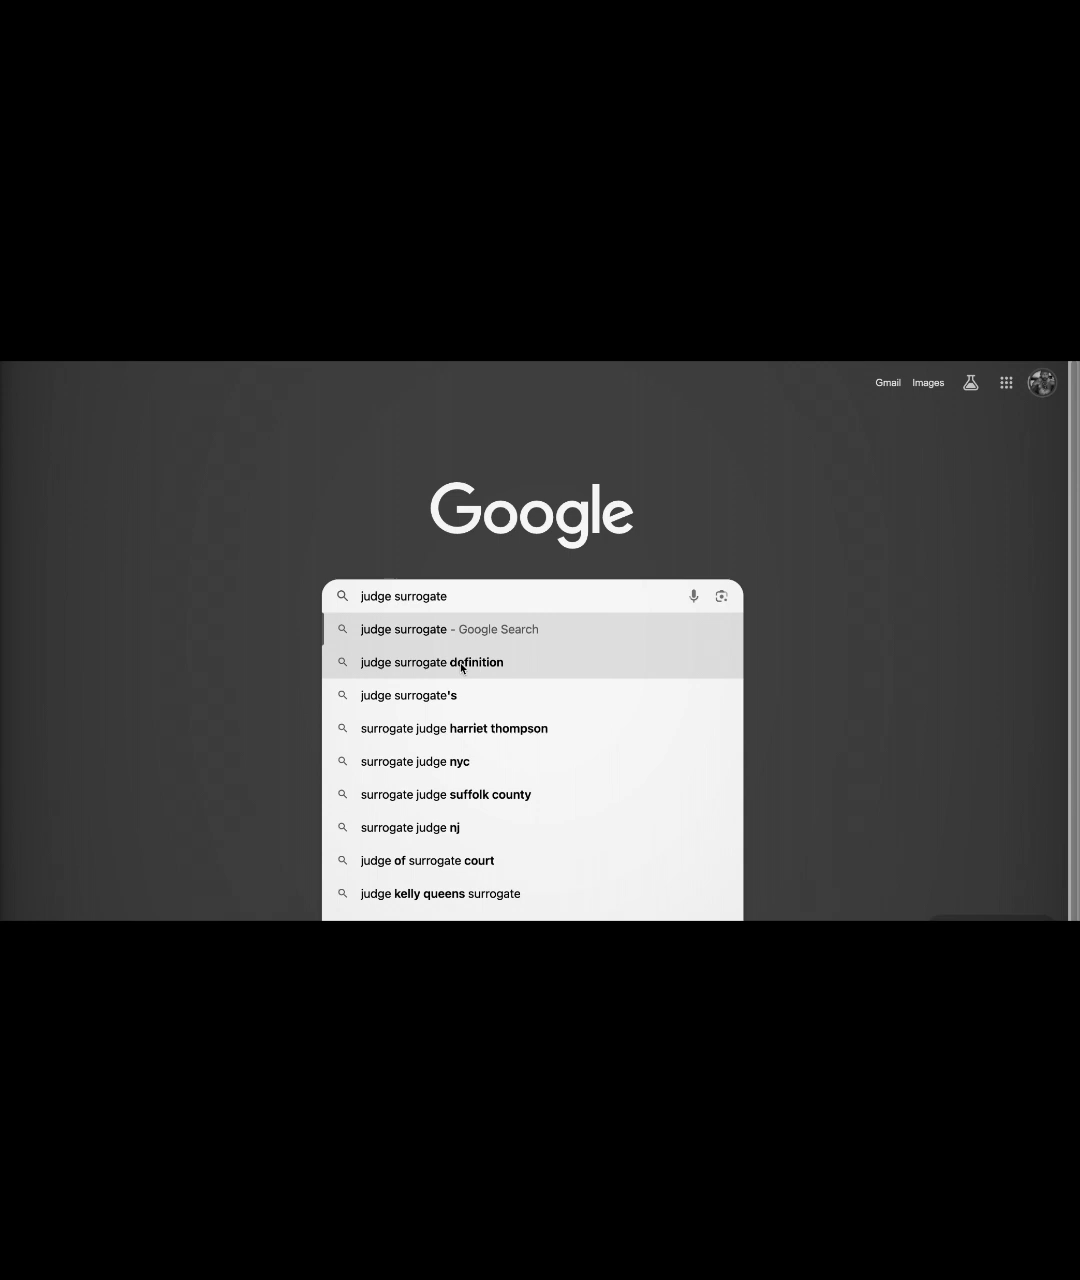 Gmail Images
Google
judge surrogate
judge surrogate - Google Search
judge surrogate definition
judge surrogate's
surrogate judge harriet thompson
surrogate judge nyc
surrogate judge suffolk county
surrogate judge nj
judge of surrogate court
judge kelly queens surrogate